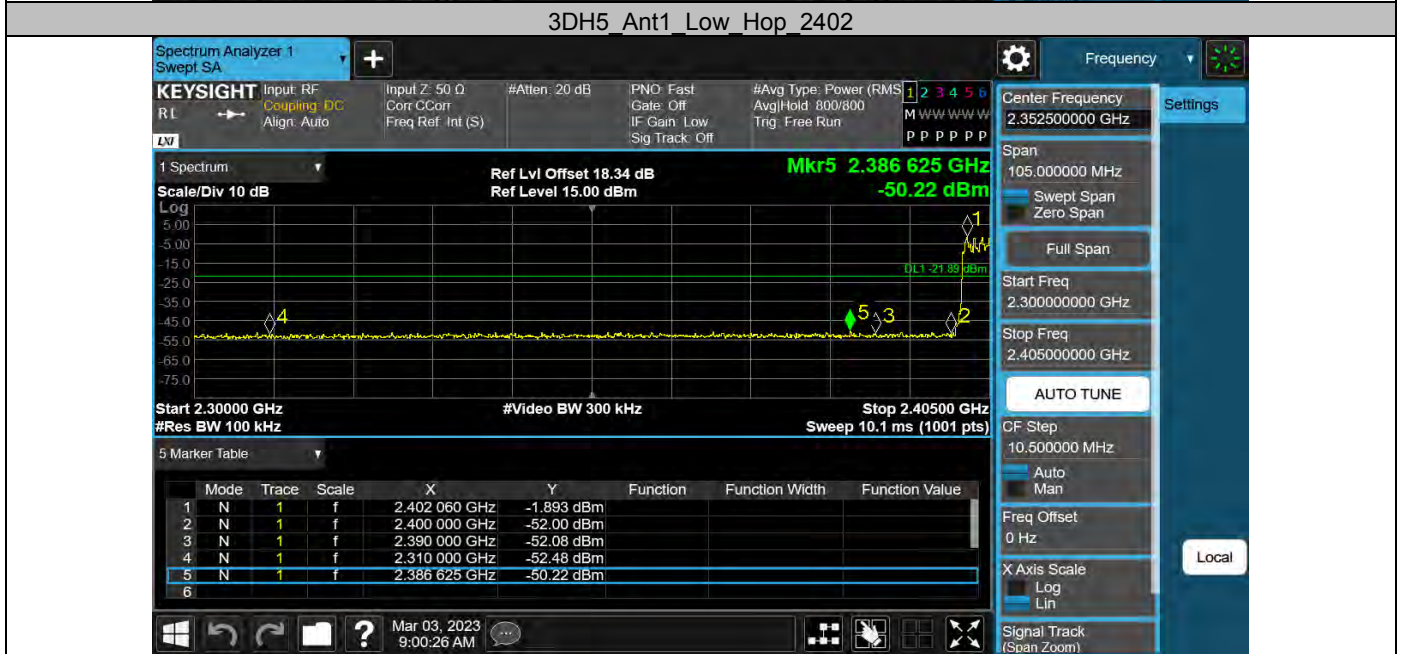 3DH5_Ant1_Low_Hop_2402
Spectrum Analyzer 1
Swept SA
Frequency
KEYSIGHT
RL
LXI
Input: RF
Coupling: DC
Align: Auto
Input Z: 50 Ω
Corr CCorr
Freq Ref: Int (S)
#Atten: 20 dB
PNO: Fast
Gate: Off
IF Gain: Low
Sig Track: Off
#Avg Type: Power (RMS
Avg|Hold: 800/800
Trig: Free Run
1 2 3 4 5 6
M W W W W W
P P P P P P
1 Spectrum
Scale/Div 10 dB
Ref Lvl Offset 18.34 dB
Ref Level 15.00 dBm
Mkr5 2.386 625 GHz
-50.22 dBm
Log
5.00
-5.00
-15.0
-25.0
-35.0
-45.0
-55.0
-65.0
-75.0
1
DL1 -21.89 dBm
4
5
3
2
Start 2.30000 GHz
#Res BW 100 kHz
#Video BW 300 kHz
Stop 2.40500 GHz
Sweep 10.1 ms (1001 pts)
5 Marker Table
Mode Trace Scale X Y Function Function Width Function Value
1 N 1 f 2.402 060 GHz -1.893 dBm
2 N 1 f 2.400 000 GHz -52.00 dBm
3 N 1 f 2.390 000 GHz -52.08 dBm
4 N 1 f 2.310 000 GHz -52.48 dBm
5 N 1 f 2.386 625 GHz -50.22 dBm
6
?
Mar 03, 2023
9:00:26 AM
Center Frequency
2.352500000 GHz
Settings
Span
105.000000 MHz
Swept Span
Zero Span
Full Span
Start Freq
2.300000000 GHz
Stop Freq
2.405000000 GHz
AUTO TUNE
CF Step
10.500000 MHz
Auto
Man
Freq Offset
0 Hz
Local
X Axis Scale
Log
Lin
Signal Track
(Span Zoom)